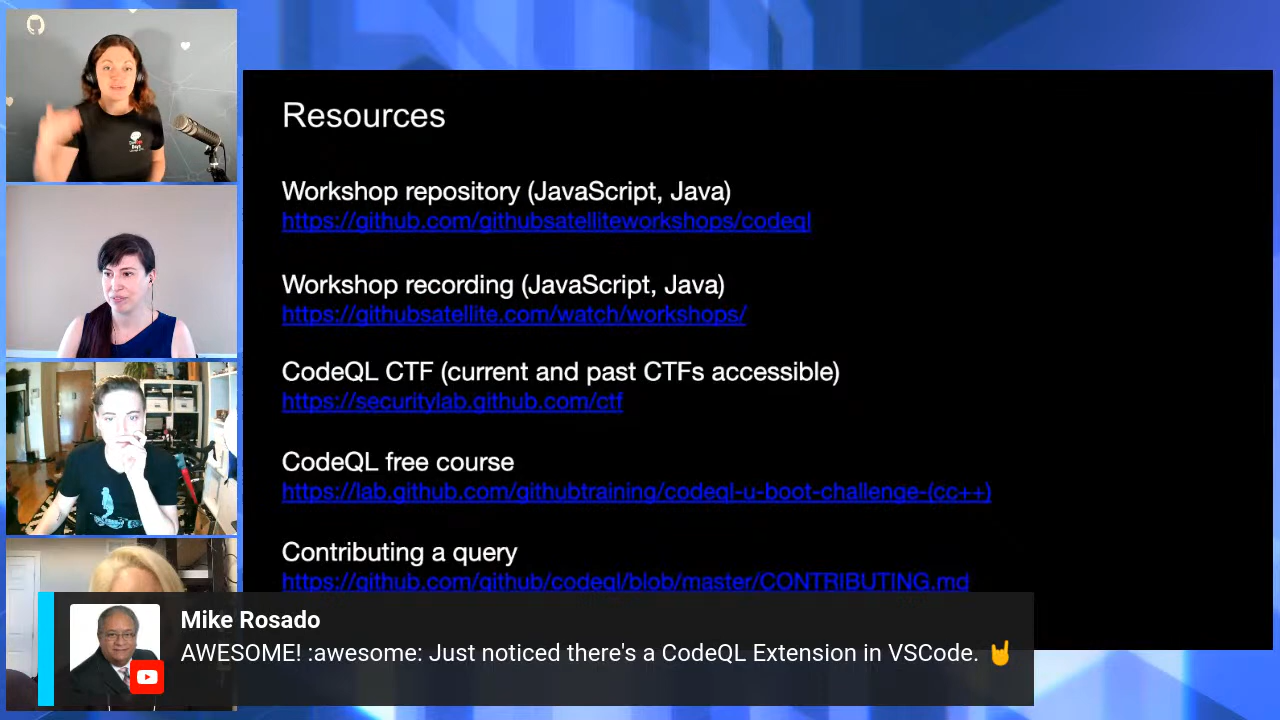 Resources
Workshop repository (JavaScript, Java)
https://github.com/githubsatelliteworkshops/codeql
Workshop recording (JavaScript, Java)
https://githubsatellite.com/watch/workshops/
CodeQL CTF (current and past CTFs accessible)
https://securitylab.github.com/ctf
CodeQL free course
https://lab.github.com/githubtraining/codeql-u-boot-challenge-(cc++)
Contributing a query
https://github.com/github/codeql/blob/master/CONTRIBUTING.md
Mike Rosado
AWESOME! :awesome: Just noticed there's a CodeQL Extension in VSCode. 🤘